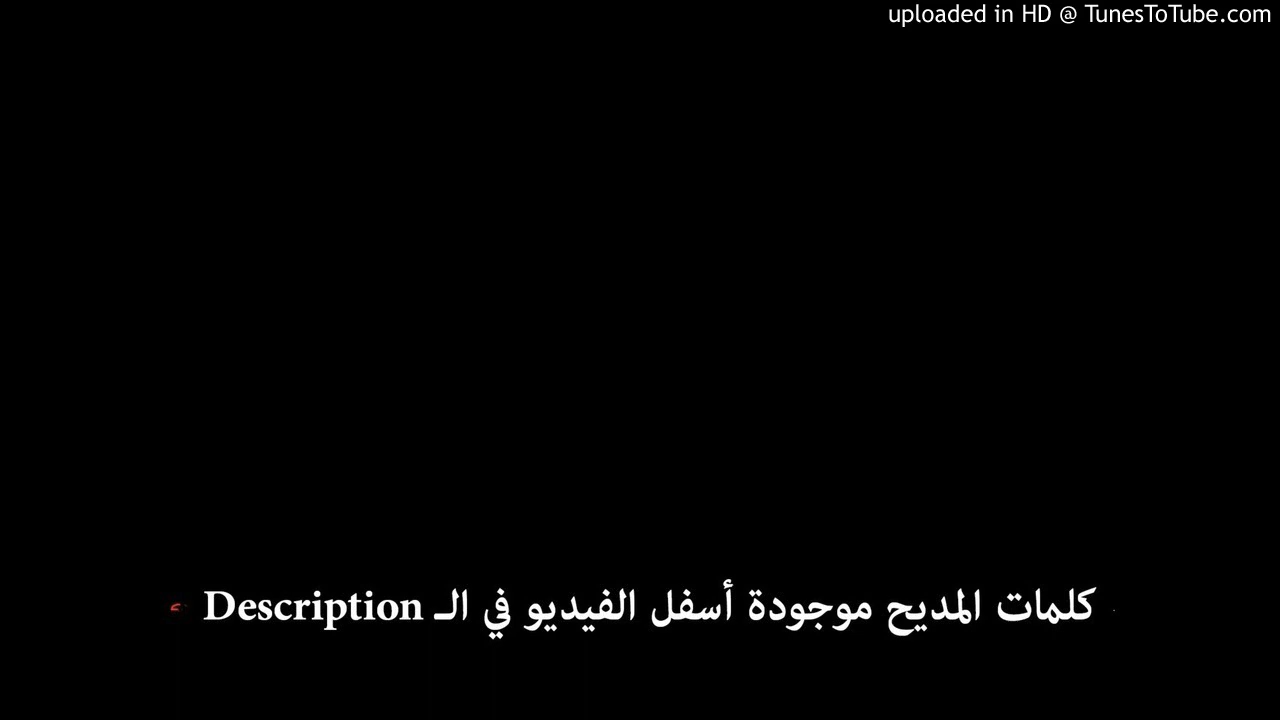 uploaded in HD @ TunesToTube.com
كلمات المديح موجودة أسفل الفيديو في الـ Description